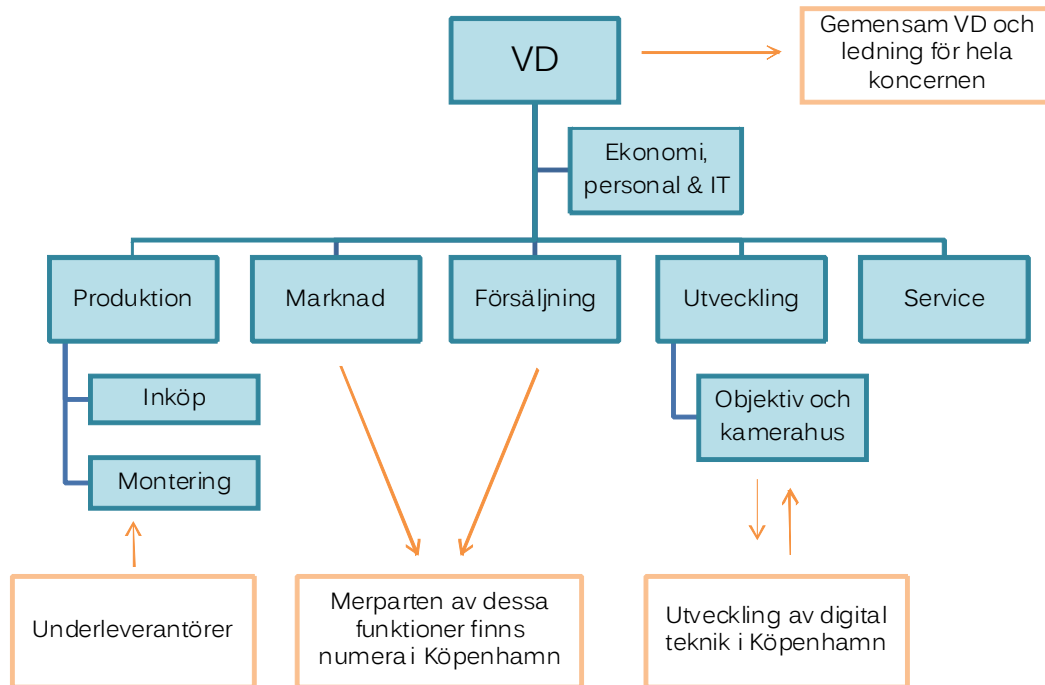 VD
Gemensam VD och
ledning för hela
koncernen
Ekonomi,
personal & IT
Produktion
Marknad
Försäljning
Utveckling
Service
Inköp
Montering
Objektiv och
kamerahus
Underleverantörer
Merparten av dessa
funktioner finns
numera i Köpenhamn
Utveckling av digital
teknik i Köpenhamn